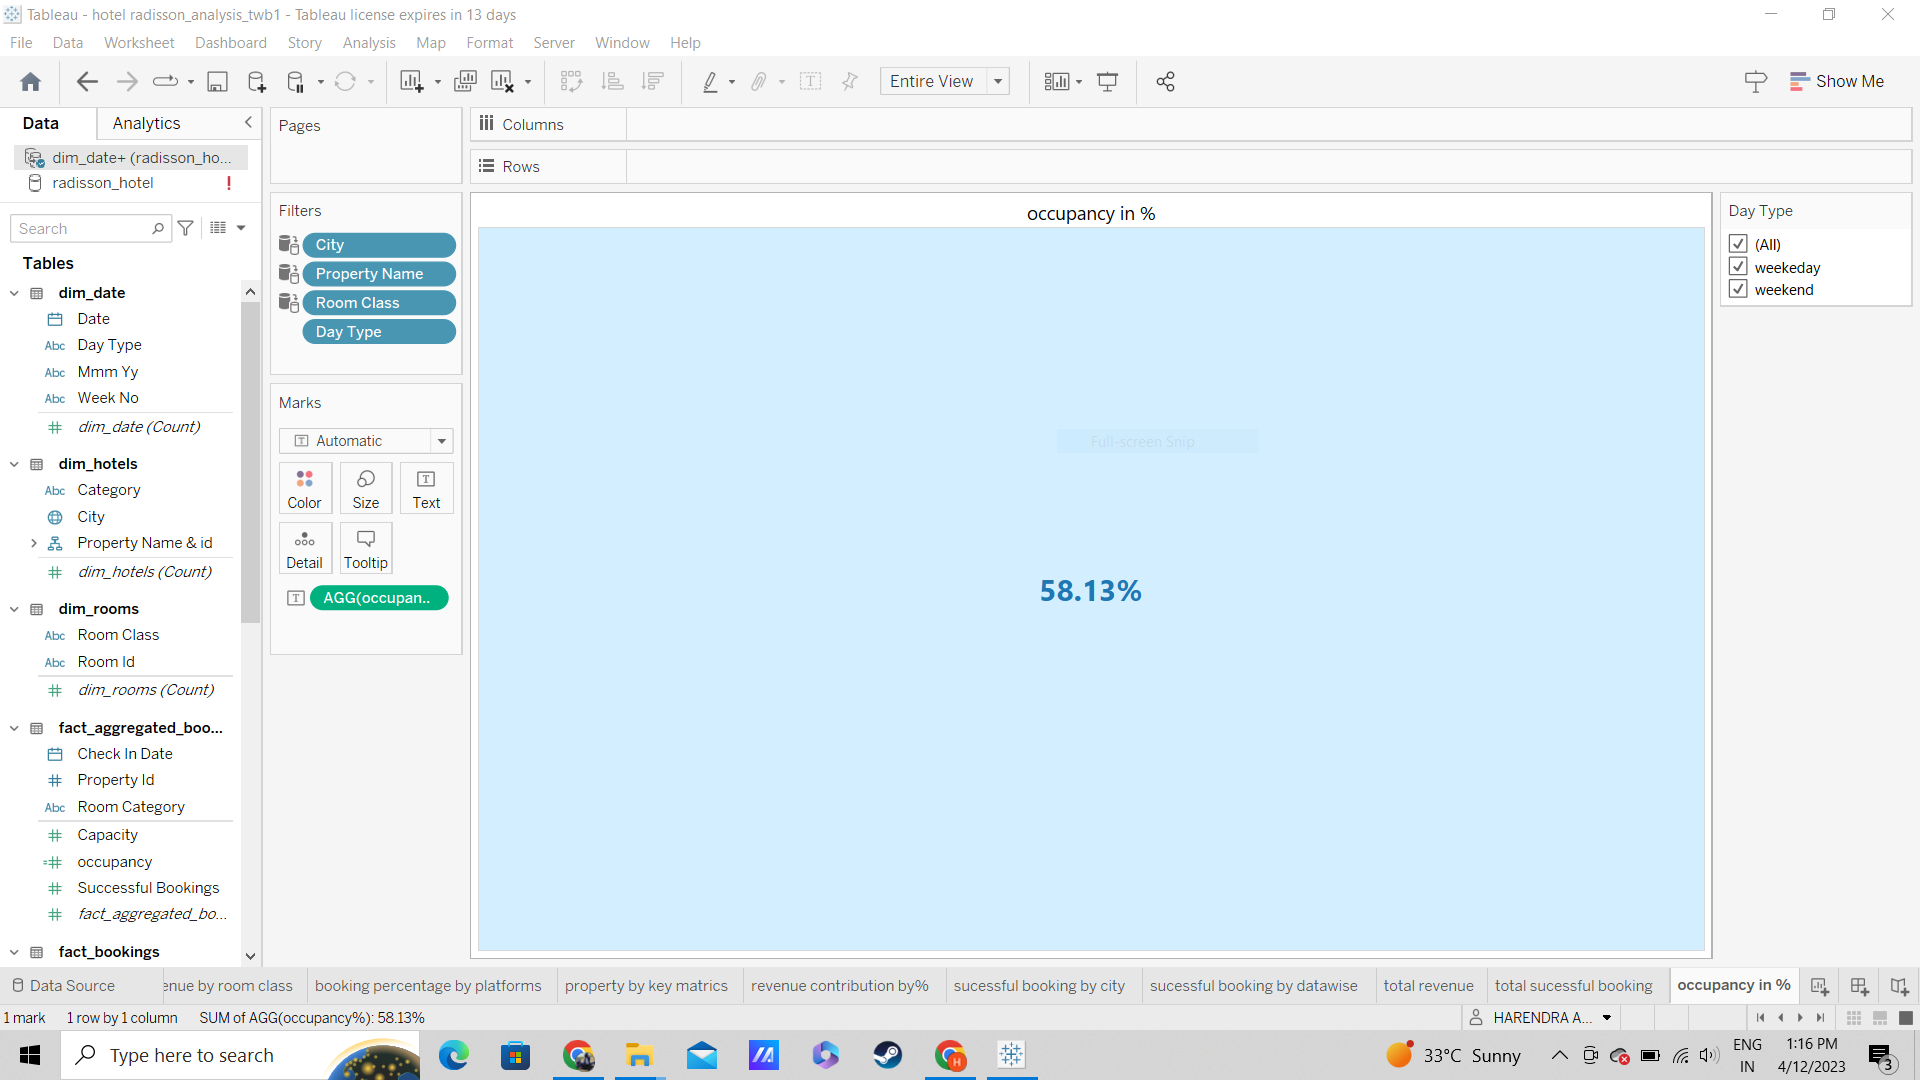 Tableau - hotel radisson_analysis_twb1 - Tableau license expires in 13 days
File Data Worksheet Dashboard Story Analysis Map Format Server Window Help
Entire View
Show Me
Data Analytics
dim_date+ (radisson_ho...
radisson_hotel !
Search
Tables
dim_date
Date
Abc Day Type
Abc Mmm Yy
Abc Week No
dim_date (Count)
dim_hotels
Abc Category
City
Property Name & id
dim_hotels (Count)
dim_rooms
Abc Room Class
Abc Room Id
dim_rooms (Count)
fact_aggregated_boo...
Check In Date
Property Id
Abc Room Category
Capacity
occupancy
Successful Bookings
fact_aggregated_bo...
fact_bookings
Pages
Filters
City
Property Name
Room Class
Day Type
Marks
T Automatic
Color Size T Text
Detail Tooltip
T AGG(occupan..
Columns
Rows
occupancy in %
Full-screen Snip
58.13%
Day Type
(All)
weekeday
weekend
Data Source enue by room class booking percentage by platforms property by key matrics revenue contribution by% sucessful booking by city sucessful booking by datawise total revenue total sucessful booking occupancy in %
1 mark 1 row by 1 column SUM of AGG(occupancy%): 58.13% HARENDRA A...
Type here to search
33°C Sunny
ENG
IN
1:16 PM
4/12/2023
3